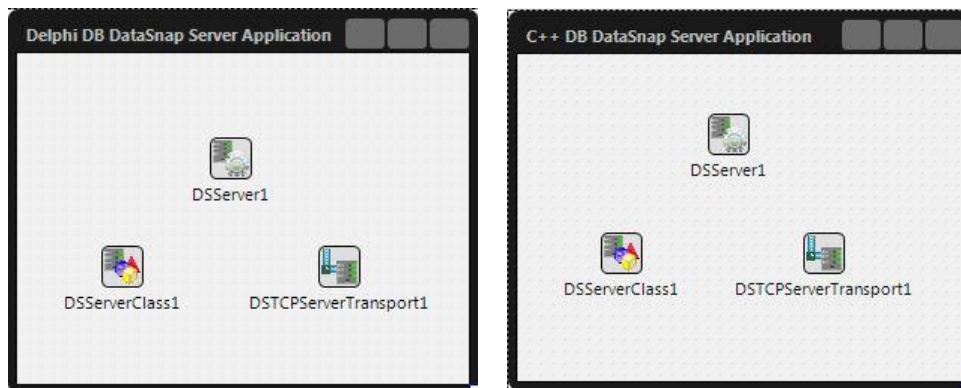 Delphi DB DataSnap Server Application
DSServer1
DSServerClass1
DSTCPServerTransport1
C++ DB DataSnap Server Application
DSServer1
DSServerClass1
DSTCPServerTransport1